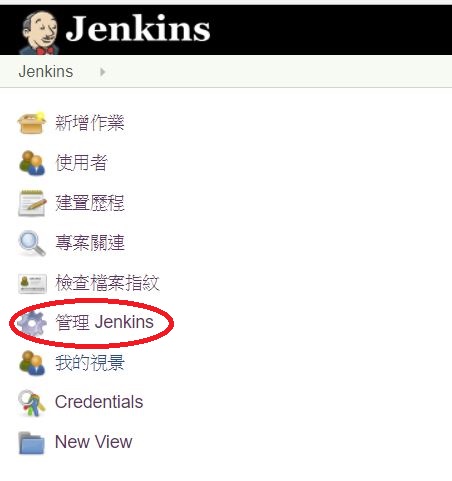 Jenkins
Jenkins
新增作業
使用者
建置歷程
專案關連
檢查檔案指紋
管理 Jenkins
我的視景
Credentials
New View